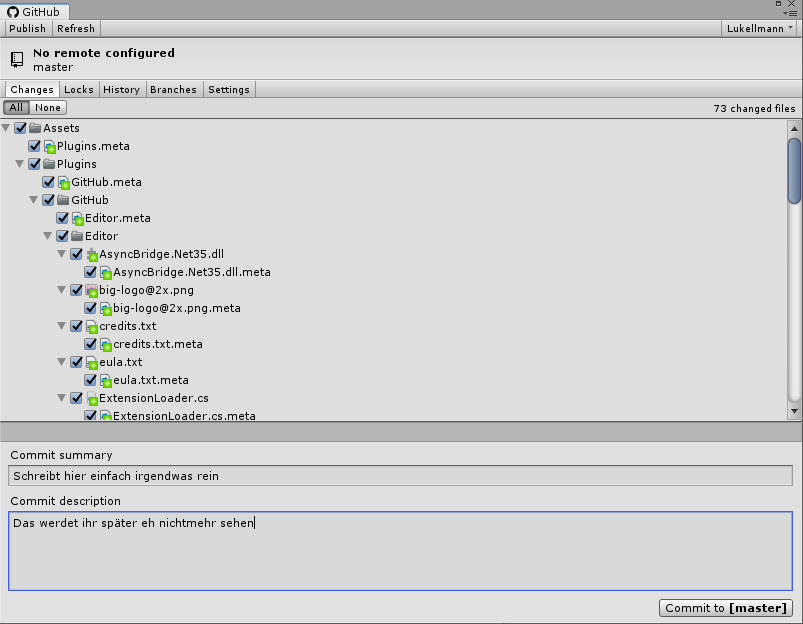 GitHub
Publish Refresh Lukellmann
No remote configured
master
Changes Locks History Branches Settings
All None 73 changed files
Assets
Plugins.meta
Plugins
GitHub.meta
GitHub
Editor.meta
Editor
AsyncBridge.Net35.dll
AsyncBridge.Net35.dll.meta
big-logo@2x.png
big-logo@2x.png.meta
credits.txt
credits.txt.meta
eula.txt
eula.txt.meta
ExtensionLoader.cs
ExtensionLoader.cs.meta
Commit summary
Schreibt hier einfach irgendwas rein
Commit description
Das werdet ihr später eh nichtmehr sehen
Commit to [master]